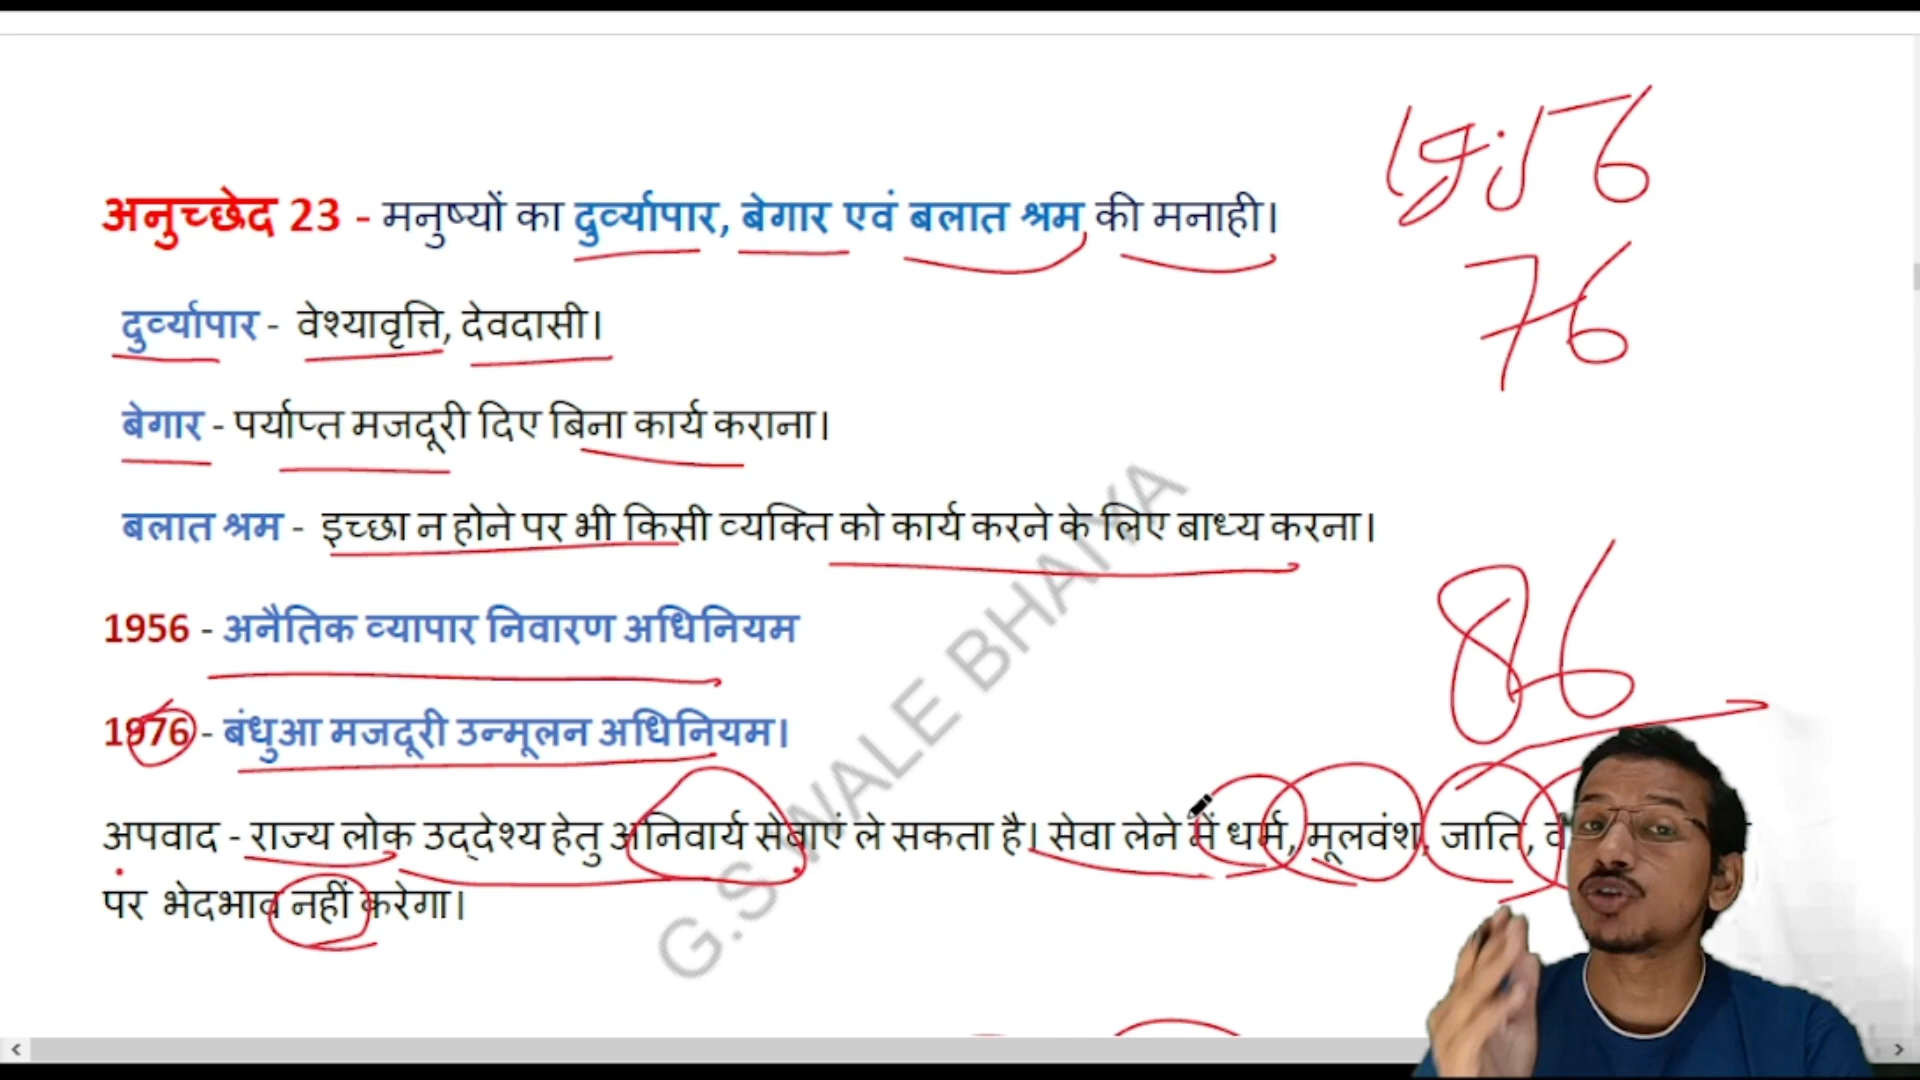 अनुच्छेद 23 - मनुष्यों का दुर्व्यापार, बेगार एवं बलात श्रम की मनाही।
दुर्व्यापार - वेश्यावृत्ति, देवदासी।
बेगार - पर्याप्त मजदूरी दिए बिना कार्य कराना।
बलात श्रम - इच्छा न होने पर भी किसी व्यक्ति को कार्य करने के लिए बाध्य करना।
1956 - अनैतिक व्यापार निवारण अधिनियम
1976 - बंधुआ मजदूरी उन्मूलन अधिनियम।
अपवाद - राज्य लोक उद्देश्य हेतु अनिवार्य सेवाएं ले सकता है। सेवा लेने में धर्म, मूलवंश, जाति,
पर भेदभाव नहीं करेगा।
76
86
G.S WALE BHAIYA